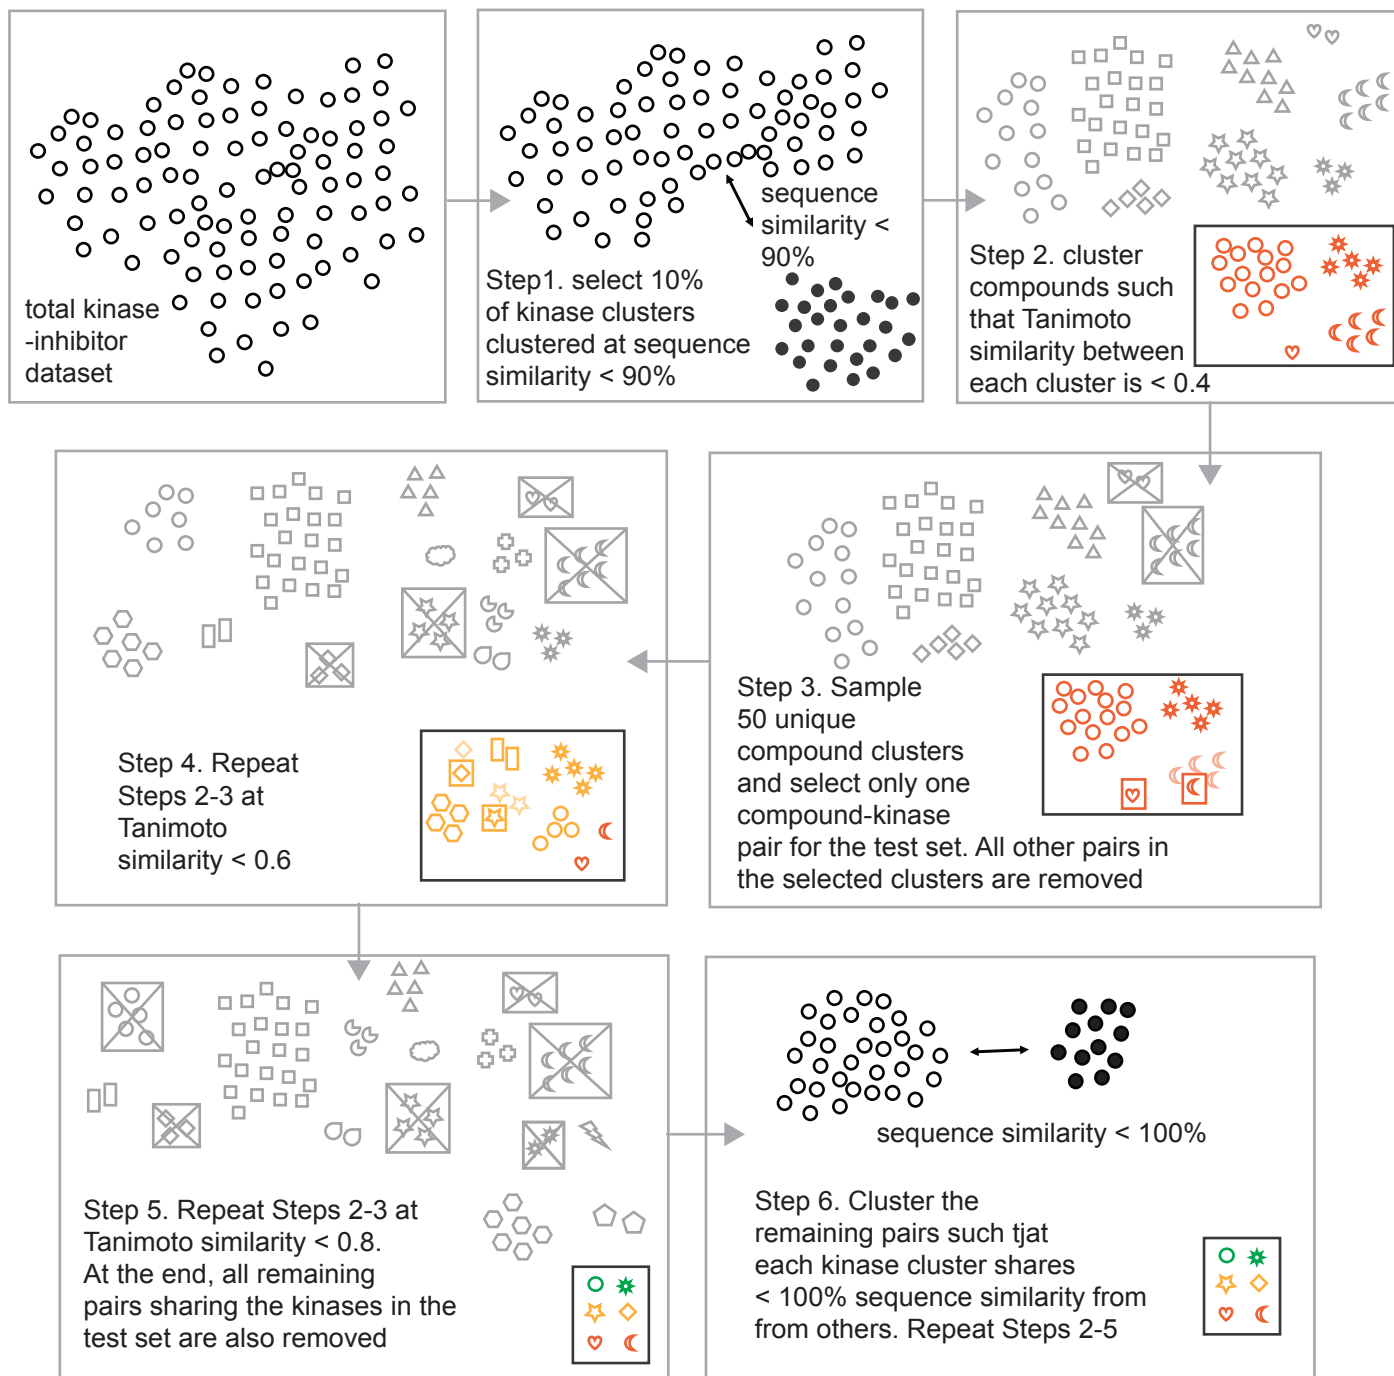 total kinase
-inhibitor
dataset
sequence
similarity <
90%
Step1. select 10%
of kinase clusters
clustered at sequence
similarity < 90%
Step 2. cluster
compounds such
that Tanimoto
similarity between
each cluster is < 0.4
Step 3. Sample
50 unique
compound clusters
and select only one
compound-kinase
pair for the test set. All other pairs in
the selected clusters are removed
Step 4. Repeat
Steps 2-3 at
Tanimoto
similarity < 0.6
Step 5. Repeat Steps 2-3 at
Tanimoto similarity < 0.8.
At the end, all remaining
pairs sharing the kinases in the
test set are also removed
sequence similarity < 100%
Step 6. Cluster the
remaining pairs such tjat
each kinase cluster shares
< 100% sequence similarity from
from others. Repeat Steps 2-5